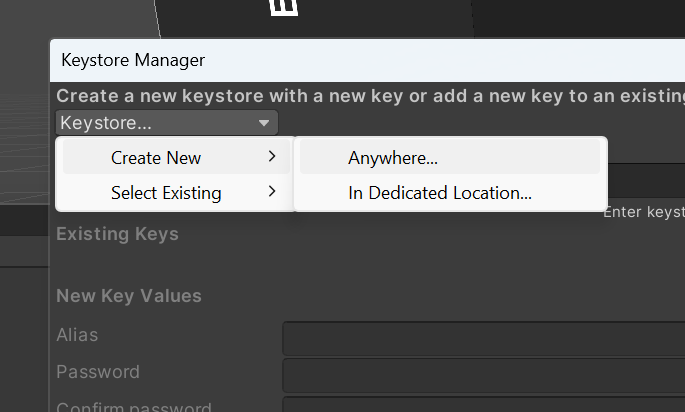 Keystore Manager
Create a new keystore with a new key or add a new key to an existing
Keystore...
Create New
Anywhere...
Select Existing
In Dedicated Location...
Enter keyst
Existing Keys
New Key Values
Alias
Password
Confirm password